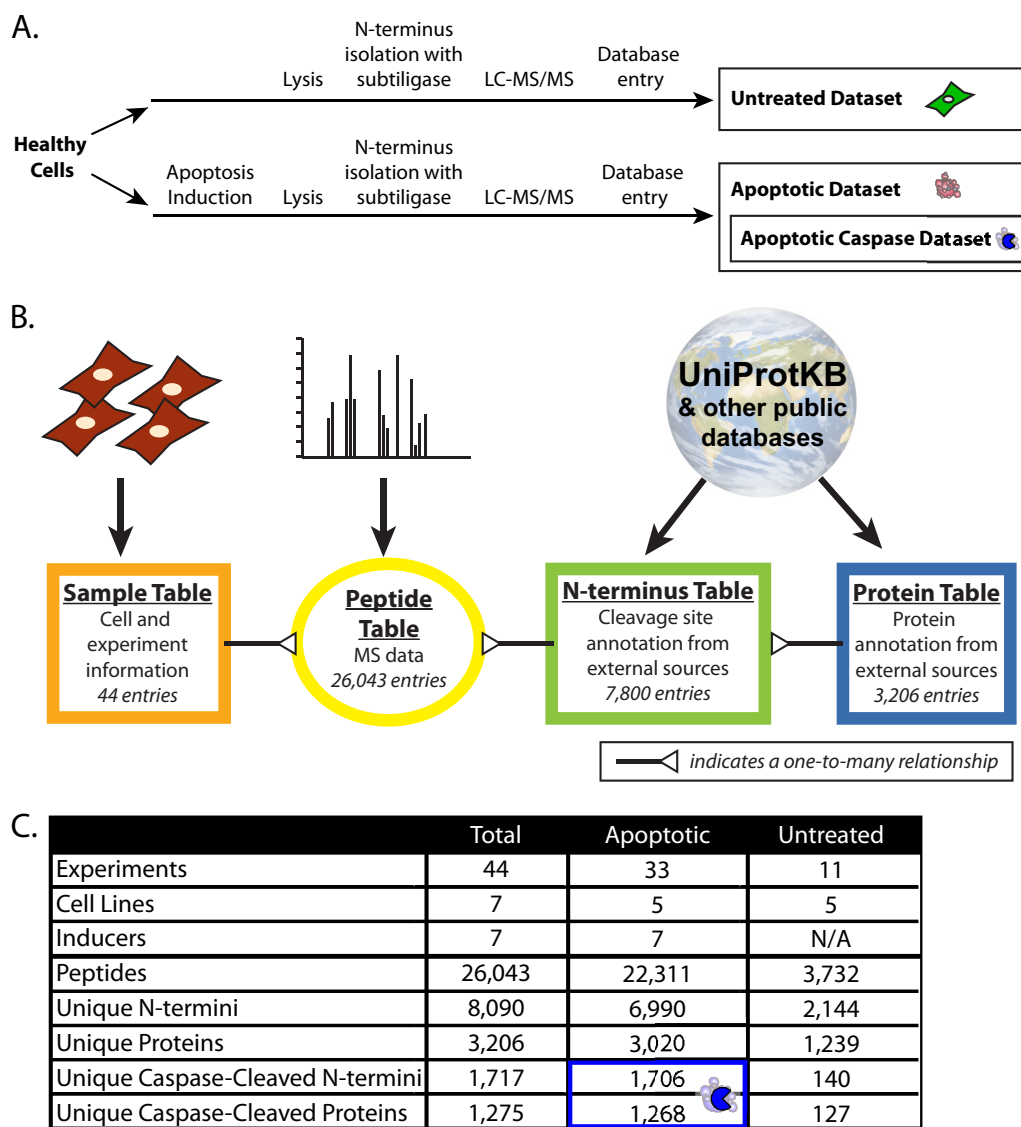 A.
N-terminus
isolation with
subtiligase
Lysis
LC-MS/MS
Database
entry
Untreated Dataset
Healthy
Cells
Apoptosis
Induction
Lysis
N-terminus
isolation with
subtiligase
LC-MS/MS
Database
entry
Apoptotic Dataset
Apoptotic Caspase Dataset
B.
UniProtKB
& other public
databases
Sample Table
Cell and
experiment
information
44 entries
Peptide
Table
MS data
26,043 entries
N-terminus Table
Cleavage site
annotation from
external sources
7,800 entries
Protein Table
Protein
annotation from
external sources
3,206 entries
indicates a one-to-many relationship
C.
Total Apoptotic Untreated
Experiments 44 33 11
Cell Lines 7 5 5
Inducers 7 7 N/A
Peptides 26,043 22,311 3,732
Unique N-termini 8,090 6,990 2,144
Unique Proteins 3,206 3,020 1,239
Unique Caspase-Cleaved N-termini 1,717 1,706 140
Unique Caspase-Cleaved Proteins 1,275 1,268 127